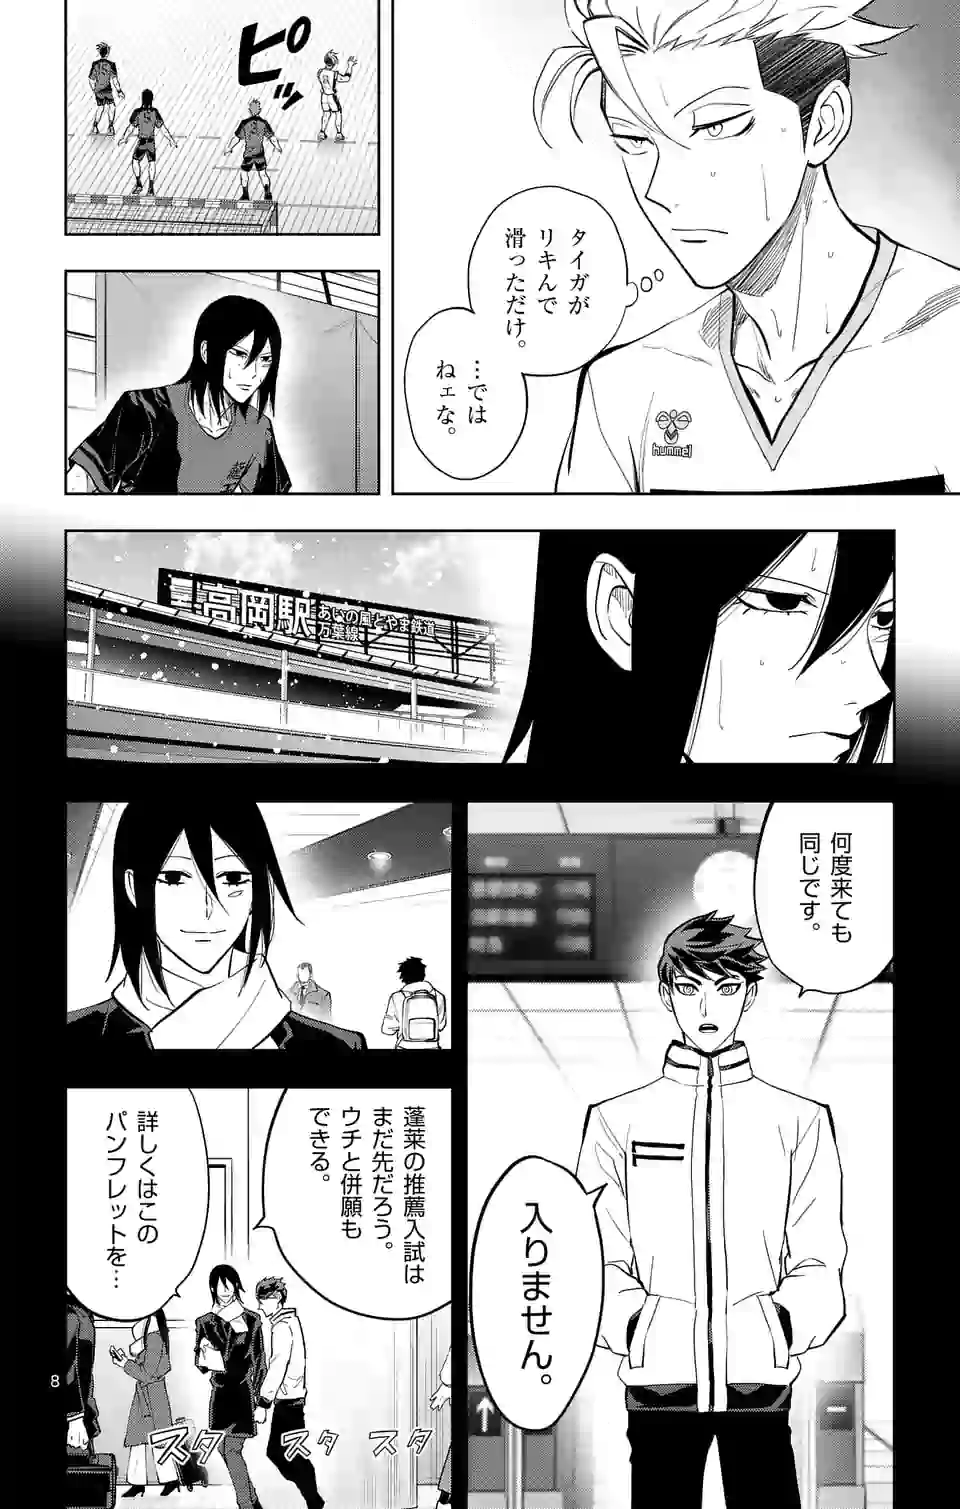 タイガが
リキんで
滑っただけ。
…では
ねェな。
hummel
ピッ
高岡駅
あいの風とやま鉄道
万葉線
何度来ても
同じです。
入りません。
蓬莱の推薦入試は
まだ先だろう。
ウチと併願も
できる。
詳しくはこの
パンフレットを…
スタ
スタ
スタ
8